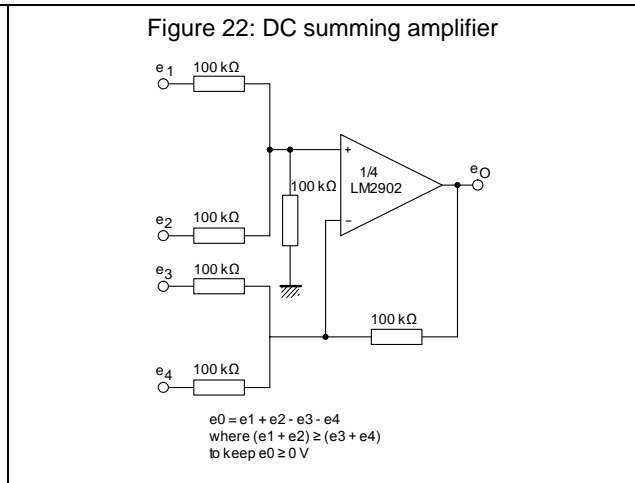 Figure 22: DC summing amplifier
e1 100 kΩ
+
1/4
LM2902
−
eO
100 kΩ
e2 100 kΩ
e3 100 kΩ
100 kΩ
e4 100 kΩ
e0 = e1 + e2 - e3 - e4
where (e1 + e2) ≥ (e3 + e4)
to keep e0 ≥ 0 V